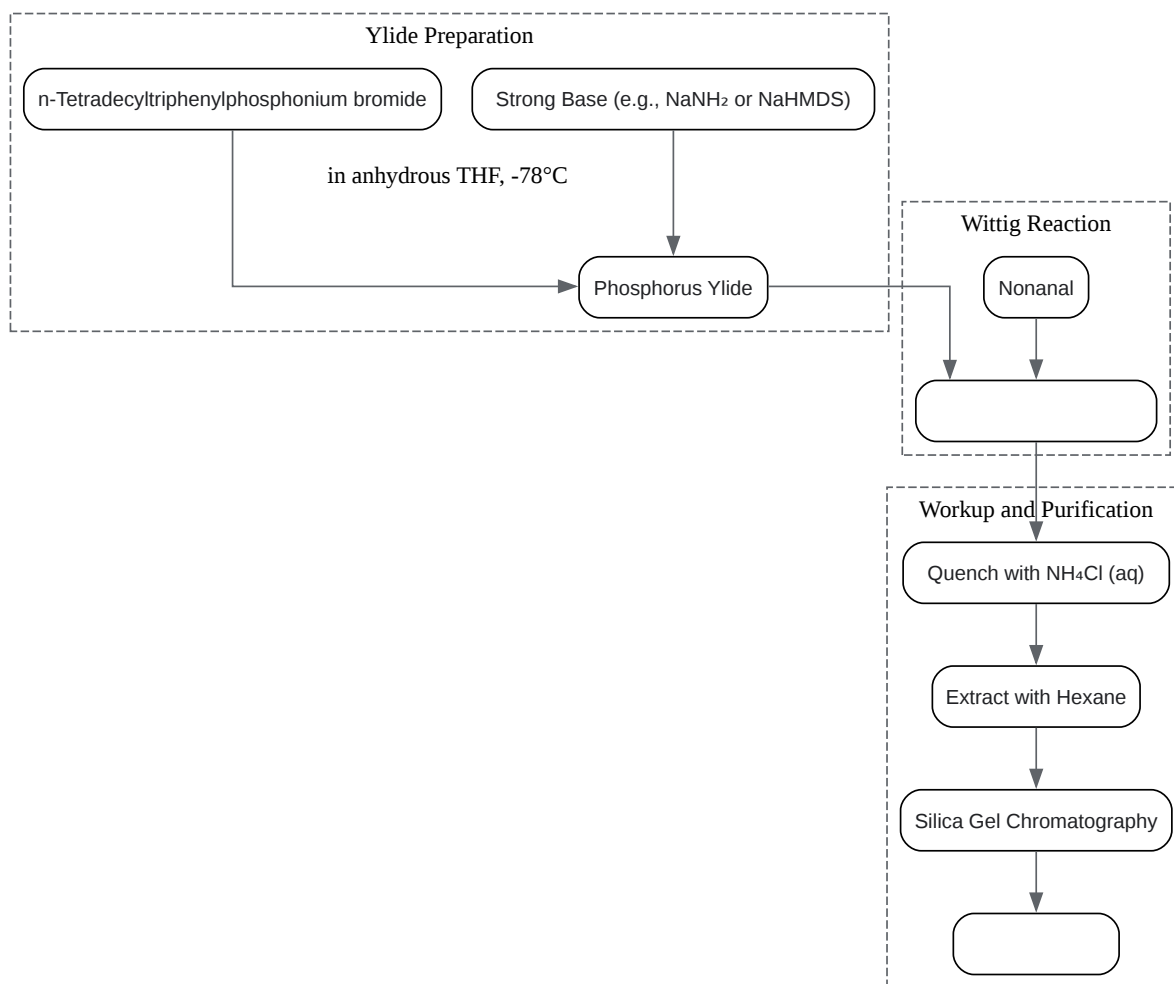 Ylide Preparation
n-Tetradecyltriphenylphosphonium bromide
Strong Base (e.g., NaNH₂ or NaHMDS)
in anhydrous THF, -78°C
Phosphorus Ylide
Wittig Reaction
Nonanal
Workup and Purification
Quench with NH₄Cl (aq)
Extract with Hexane
Silica Gel Chromatography